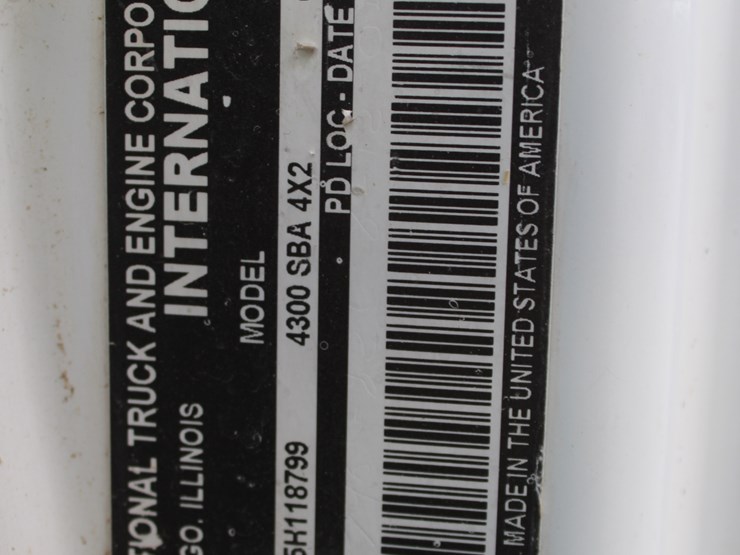 TIONAL TRUCK AND ENGINE CORPO
GO. ILLINOIS INTERNATIO
MODEL
5H118799 4300 SBA 4X2
PD LOC - DATE
MADE IN THE UNITED STATES OF AMERICA